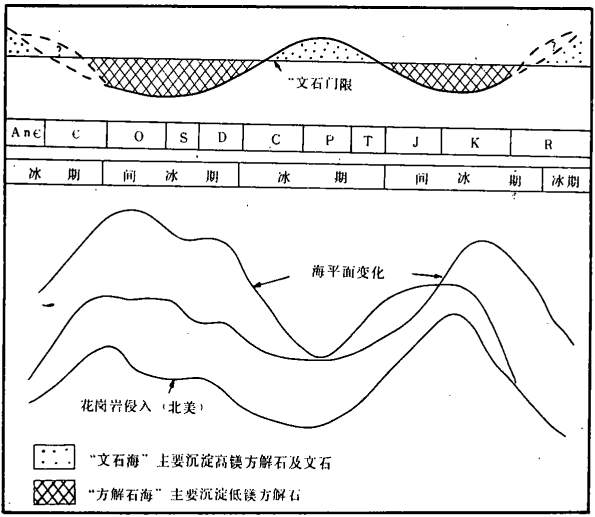 ?
?
"文石门限
AnЄ Є O S D C P T J K R
冰 期 间 冰 期 冰 期 间 冰 期 冰期
?
海平面变化
花岗岩侵入（北美）
"文石海" 主要沉淀高镁方解石及文石
"方解石海" 主要沉淀低镁方解石